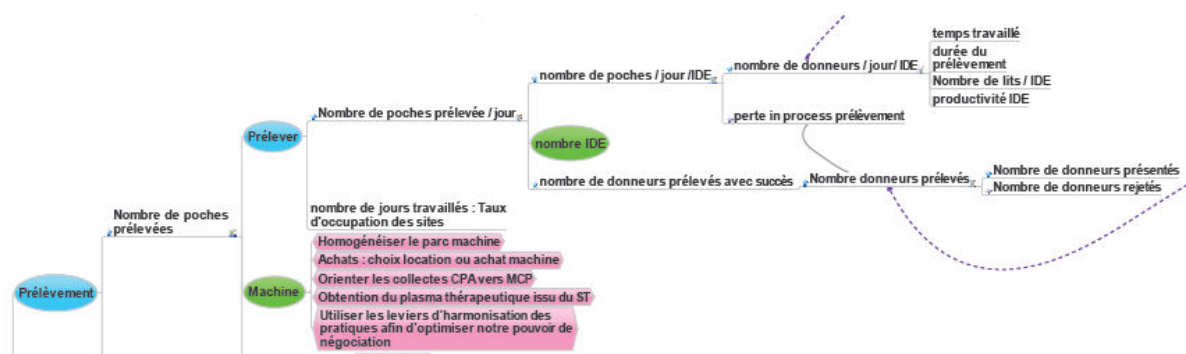 temps travaillé
durée du
prélèvement
Nombre de lits / IDE
productivité IDE
nombre de donneurs / jour/ IDE
nombre de poches / jour /IDE
perte in process prélèvement
Nombre de poches prélevée / jour
Prélever
nombre IDE
nombre de donneurs prélevés avec succès
Nombre donneurs prélevés
Nombre de donneurs présentés
Nombre de donneurs rejetés
Nombre de poches
prélevées
nombre de jours travaillés : Taux
d'occupation des sites
Prélèvement
Machine
Homogénéiser le parc machine
Achats : choix location ou achat machine
Orienter les collectes CPA vers MCP
Obtention du plasma thérapeutique issu du ST
Utiliser les leviers d'harmonisation des
pratiques afin d'optimiser notre pouvoir de
négociation